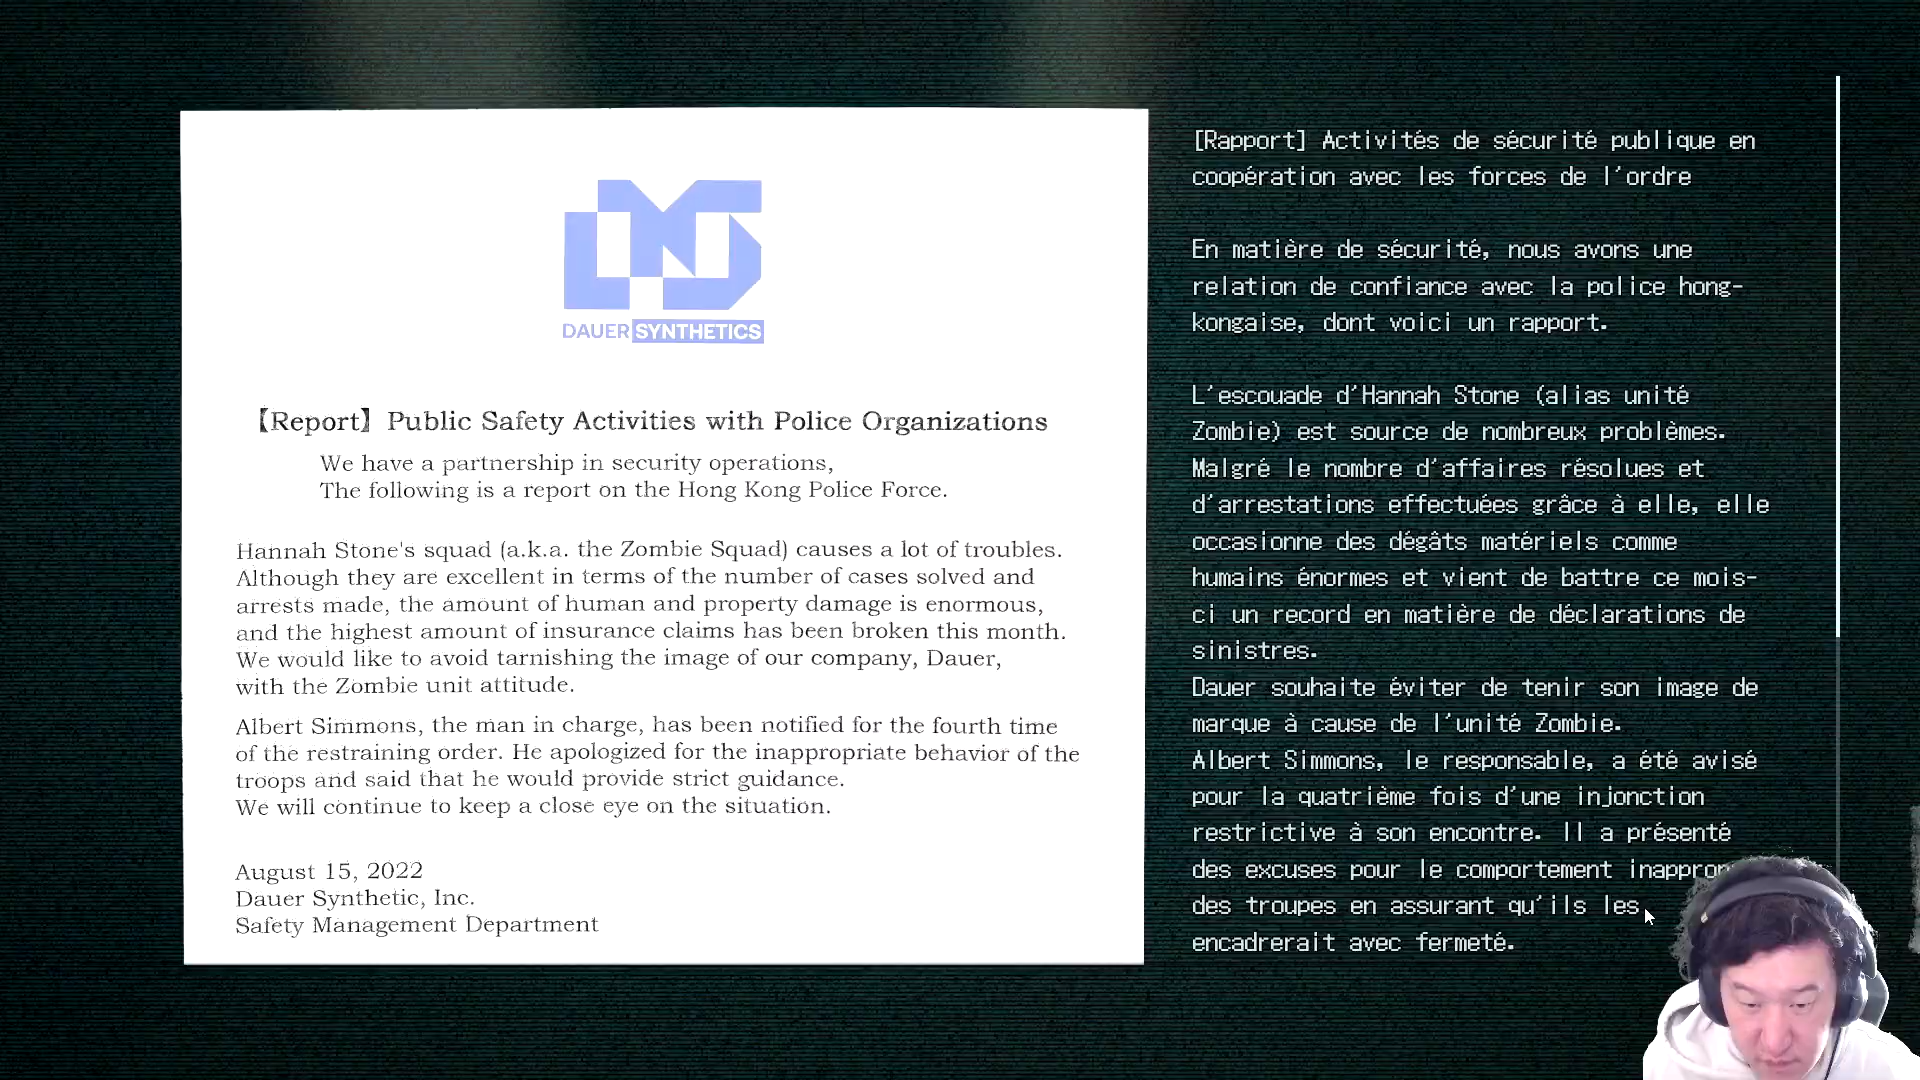 DAUER SYNTHETICS
【Report】 Public Safety Activities with Police Organizations
We have a partnership in security operations,
The following is a report on the Hong Kong Police Force.
Hannah Stone's squad (a.k.a. the Zombie Squad) causes a lot of troubles.
Although they are excellent in terms of the number of cases solved and
arrests made, the amount of human and property damage is enormous,
and the highest amount of insurance claims has been broken this month.
We would like to avoid tarnishing the image of our company, Dauer,
with the Zombie unit attitude.
Albert Simmons, the man in charge, has been notified for the fourth time
of the restraining order. He apologized for the inappropriate behavior of the
troops and said that he would provide strict guidance.
We will continue to keep a close eye on the situation.
August 15, 2022
Dauer Synthetic, Inc.
Safety Management Department
[Rapport] Activités de sécurité publique en
coopération avec les forces de l'ordre
En matière de sécurité, nous avons une
relation de confiance avec la police hong-
kongaise, dont voici un rapport.
L'escouade d'Hannah Stone (alias unité
Zombie) est source de nombreux problèmes.
Malgré le nombre d'affaires résolues et
d'arrestations effectuées grâce à elle, elle
occasionne des dégâts matériels comme
humains énormes et vient de battre ce mois-
ci un record en matière de déclarations de
sinistres.
Dauer souhaite éviter de tenir son image de
marque à cause de l'unité Zombie.
Albert Simmons, le responsable, a été avisé
pour la quatrième fois d'une injonction
restrictive à son encontre. Il a présenté
des excuses pour le comportement
des troupes en assurant qu'ils les
encadrerait avec fermeté.